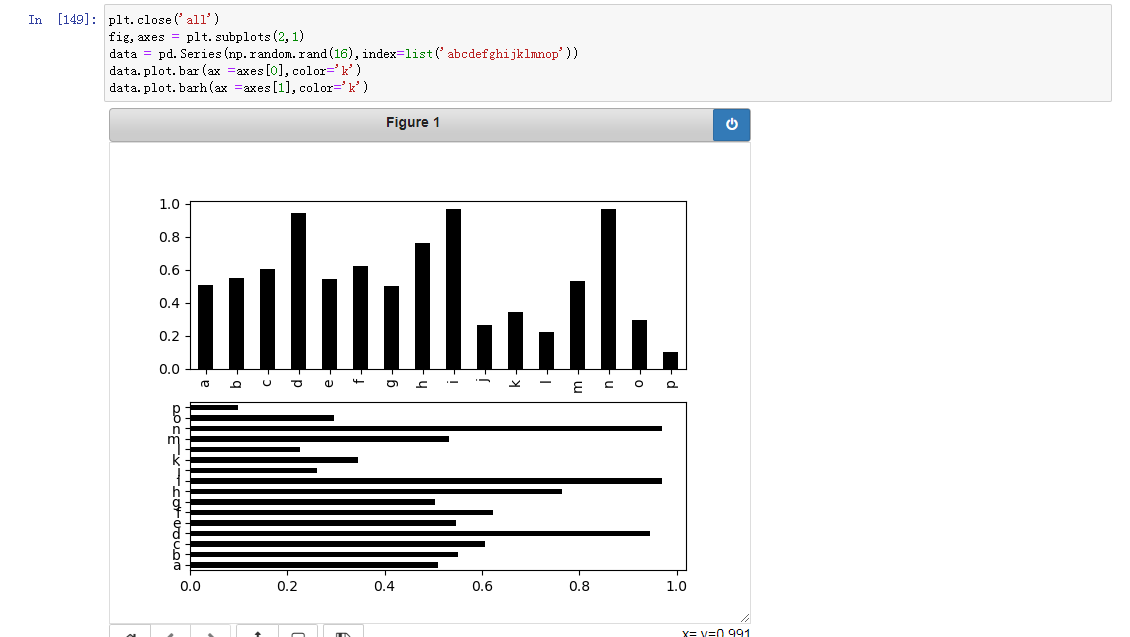 In [149]:
plt.close('all')
fig,axes = plt.subplots(2,1)
data = pd.Series(np.random.rand(16),index=list('abcdefghijklmnop'))
data.plot.bar(ax =axes[0],color='k')
data.plot.barh(ax =axes[1],color='k')
Figure 1
1.0
0.8
0.6
0.4
0.2
0.0
a b c d e f g h i j k l m n o p
p
o
n
m
l
k
j
i
h
g
f
e
d
c
b
a
0.0 0.2 0.4 0.6 0.8 1.0
x= y=0.991